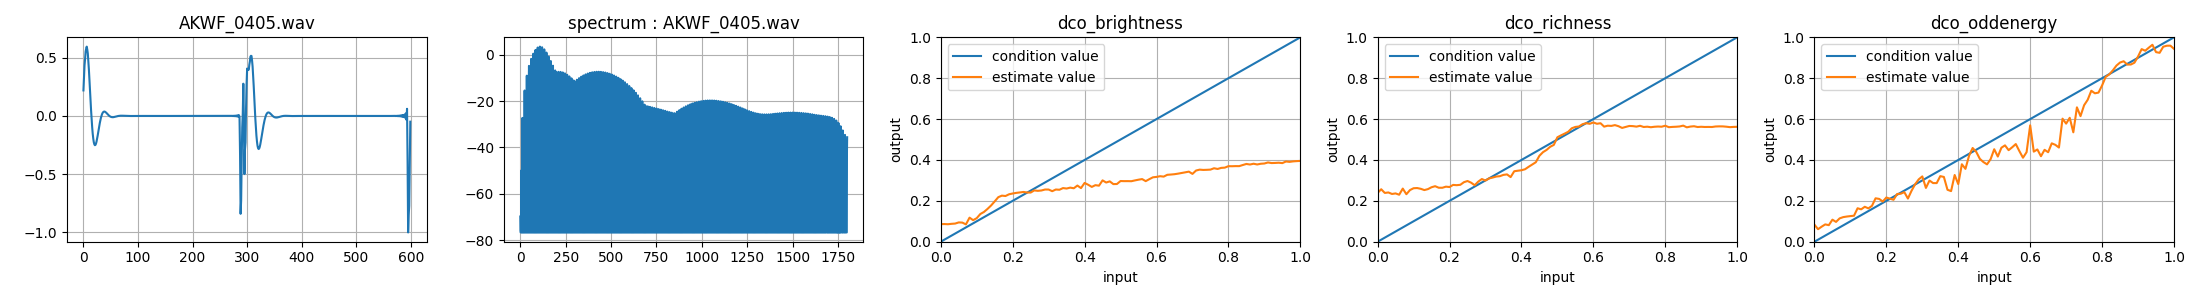 AKWF_0405.wav
0.5
0.0
−0.5
−1.0
0 100 200 300 400 500 600
spectrum : AKWF_0405.wav
0
−20
−40
−60
−80
0 250 500 750 1000 1250 1500 1750
dco_brightness
condition value
estimate value
output
1.0
0.8
0.6
0.4
0.2
0.0
0.0 0.2 0.4 0.6 0.8 1.0
input
dco_richness
condition value
estimate value
output
1.0
0.8
0.6
0.4
0.2
0.0
0.0 0.2 0.4 0.6 0.8 1.0
input
dco_oddenergy
condition value
estimate value
output
1.0
0.8
0.6
0.4
0.2
0.0
0.0 0.2 0.4 0.6 0.8 1.0
input